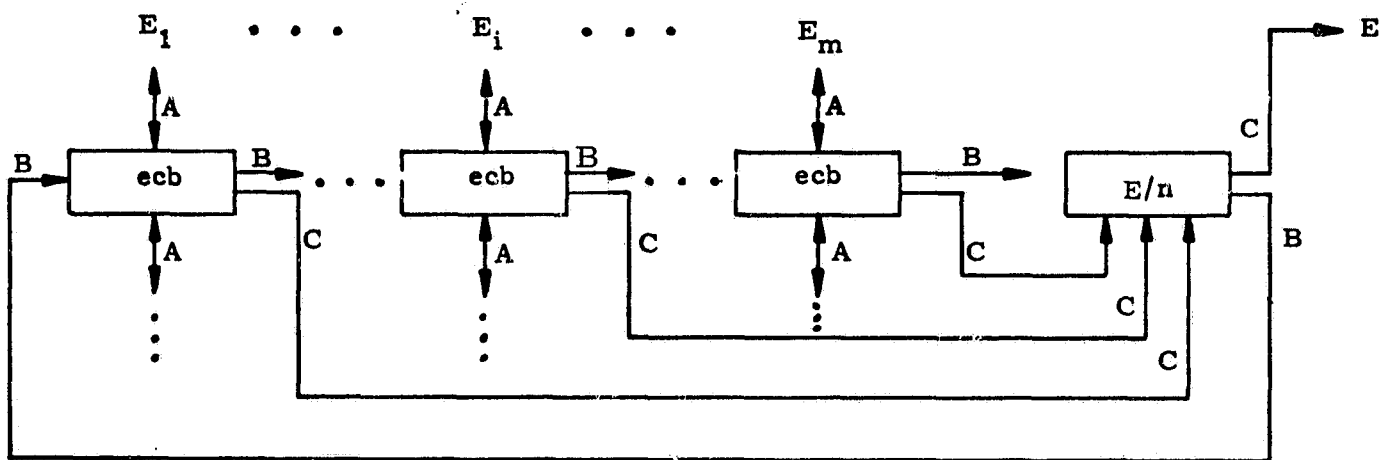 E₁ . . . Eᵢ . . . Eₘ E
A A A C
B ecb B . . . ecb B . . . ecb B E/n
C A C A C A C C B
C